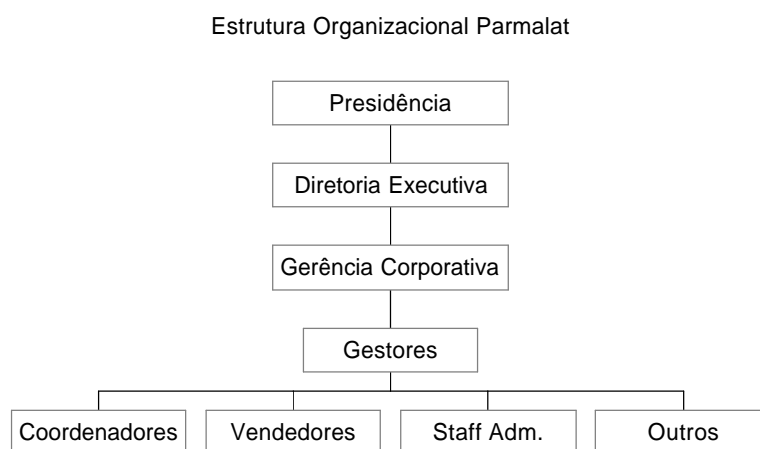 Estrutura Organizacional Parmalat
Presidência
Diretoria Executiva
Gerência Corporativa
Gestores
Coordenadores
Vendedores
Staff Adm.
Outros